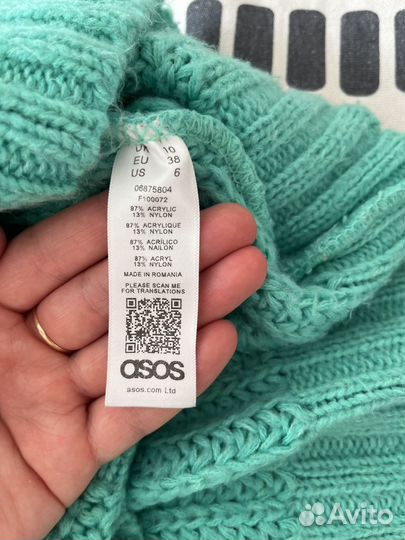 UK 10
EU 38
US 6
06875804
F100072
87% ACRYLIC
13% NYLON
87% ACRYLIQUE
13% NYLON
87% ACRÍLICO
13% NAILON
87% ACRYL
13% NYLON
MADE IN ROMANIA
PLEASE SCAN ME
FOR TRANSLATIONS
asos
asos.com Ltd
Avito